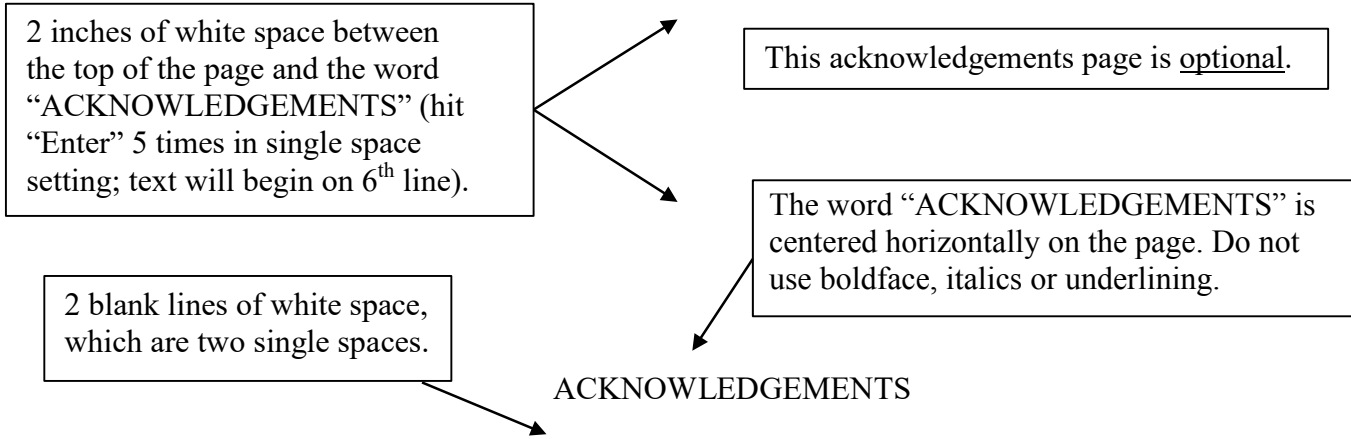 2 inches of white space between
the top of the page and the word
“ACKNOWLEDGEMENTS” (hit
“Enter” 5 times in single space
setting; text will begin on 6th line).
This acknowledgements page is optional.
The word “ACKNOWLEDGEMENTS” is
centered horizontally on the page. Do not
use boldface, italics or underlining.
2 blank lines of white space,
which are two single spaces.
ACKNOWLEDGEMENTS